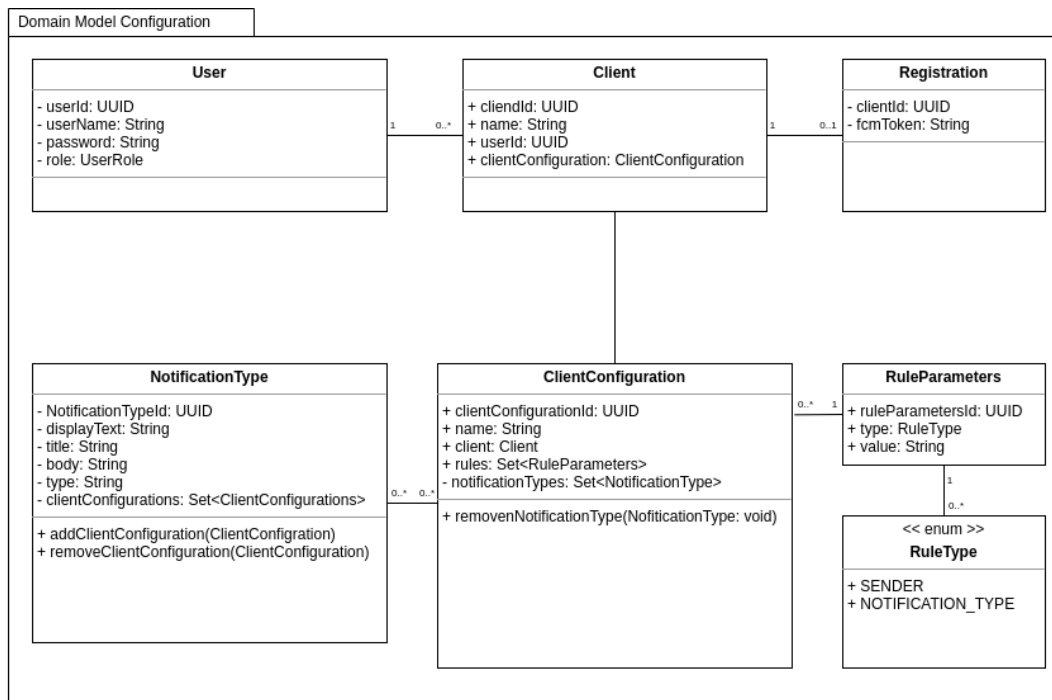 Domain Model Configuration
User
- userId: UUID
- userName: String
- password: String
- role: UserRole
1
0..*
Client
+ cliendId: UUID
+ name: String
+ userId: UUID
+ clientConfiguration: ClientConfiguration
1
0..1
Registration
- clientId: UUID
- fcmToken: String
NotificationType
- NotificationTypeId: UUID
- displayText: String
- title: String
- body: String
- type: String
- clientConfigurations: Set<ClientConfigurations>
+ addClientConfiguration(ClientConfigration)
+ removeClientConfiguration(ClientConfiguration)
0..*
0..*
ClientConfiguration
+ clientConfigurationId: UUID
+ name: String
+ client: Client
+ rules: Set<RuleParameters>
- notificationTypes: Set<NotificationType>
+ removenNotificationType(NofiticationType: void)
0..*
1
RuleParameters
+ ruleParametersId: UUID
+ type: RuleType
+ value: String
1
0..*
<< enum >>
RuleType
+ SENDER
+ NOTIFICATION_TYPE